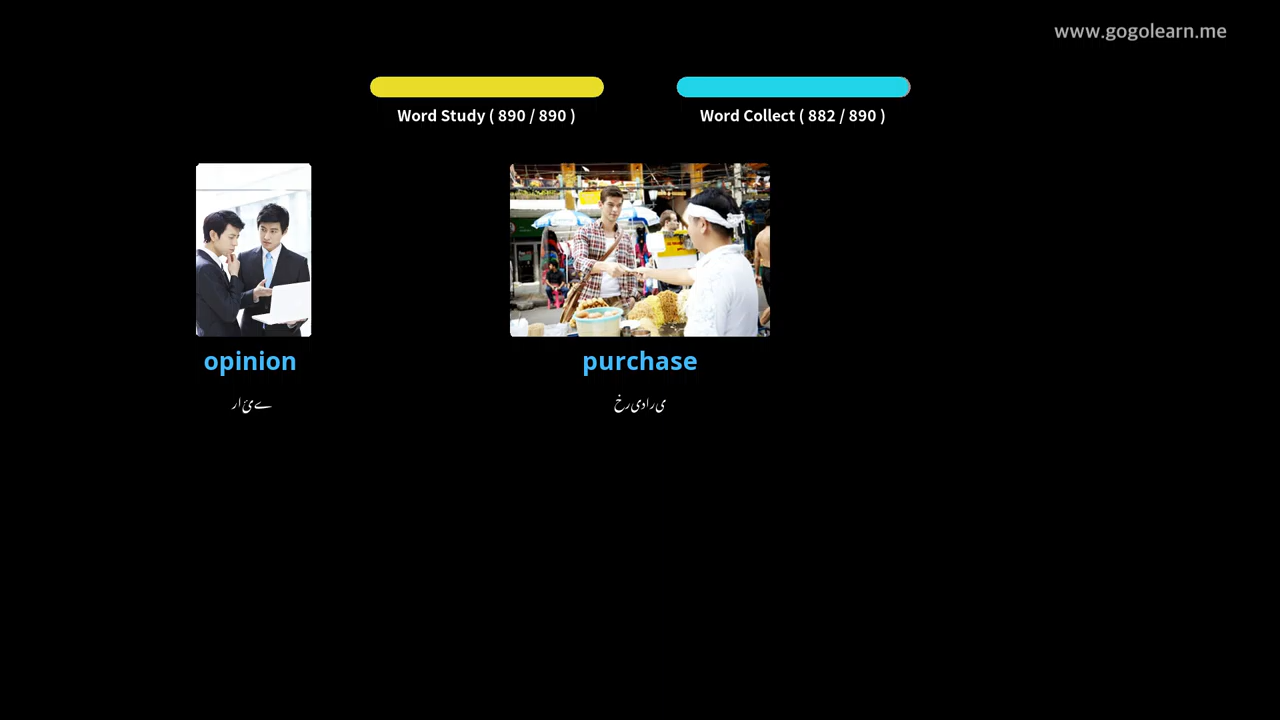 www.gogolearn.me
Word Study ( 890 / 890 )
Word Collect ( 882 / 890 )
opinion
رائے
purchase
خریداری